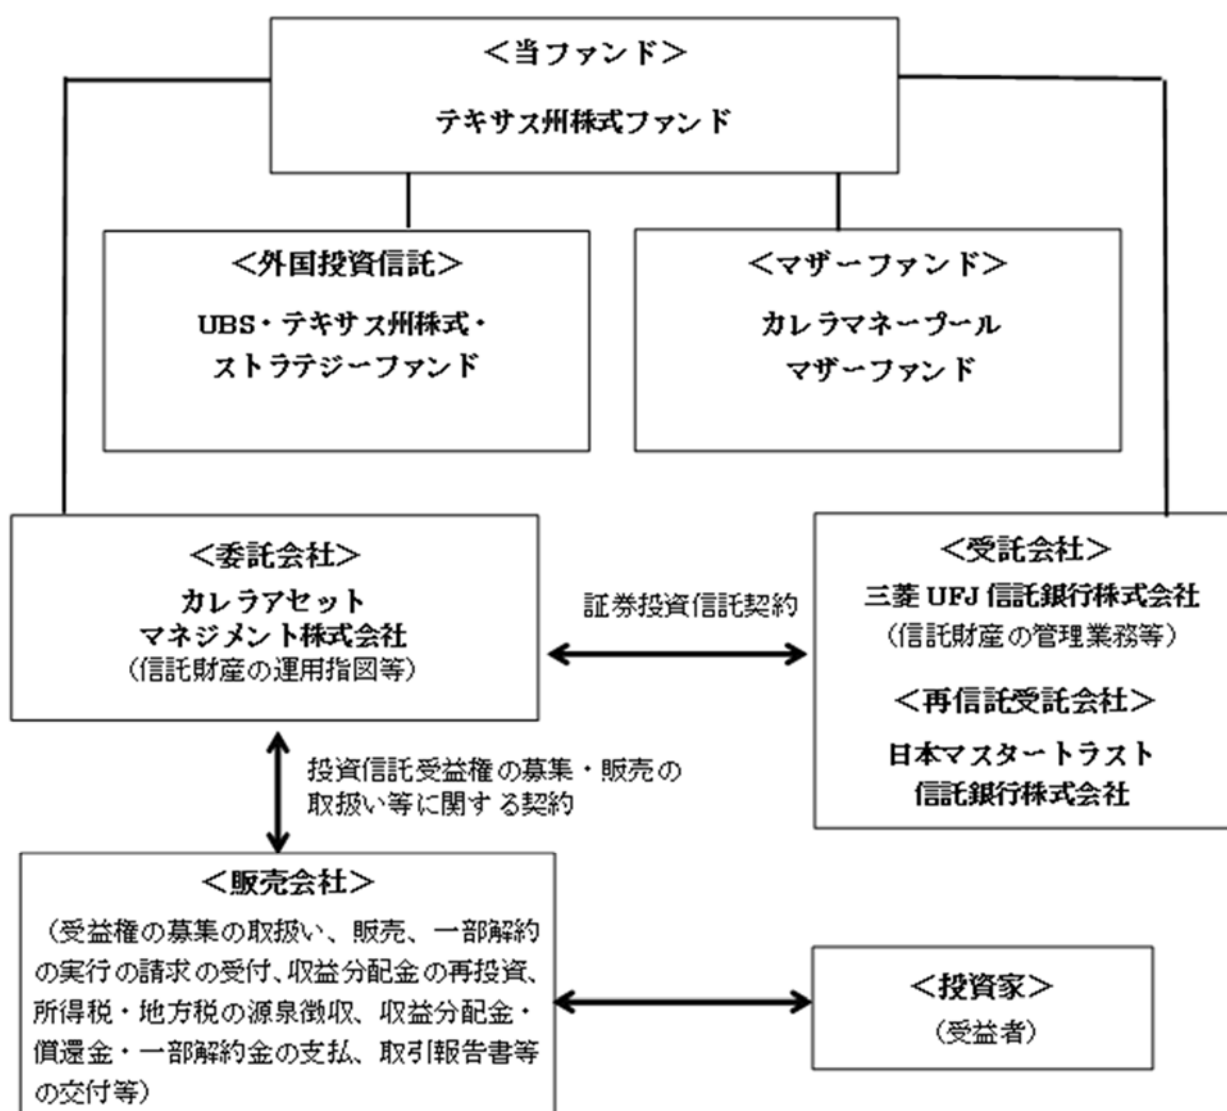 ＜当ファンド＞
テキサス州株式ファンド
＜外国投資信託＞
UBS・テキサス州株式・
ストラテジーファンド
＜マザーファンド＞
カレラマネープール
マザーファンド
＜委託会社＞
カレラアセット
マネジメント株式会社
（信託財産の運用指図等）
証券投資信託契約
＜受託会社＞
三菱 UFJ 信託銀行株式会社
（信託財産の管理業務等）
＜再信託受託会社＞
日本マスタートラスト
信託銀行株式会社
投資信託受益権の募集・販売の
取扱い等に関する契約
＜販売会社＞
（受益権の募集の取扱い、販売、一部解約
の実行の請求の受付、収益分配金の再投資、
所得税・地方税の源泉徴収、収益分配金・
償還金・一部解約金の支払、取引報告書等
の交付等）
＜投資家＞
（受益者）